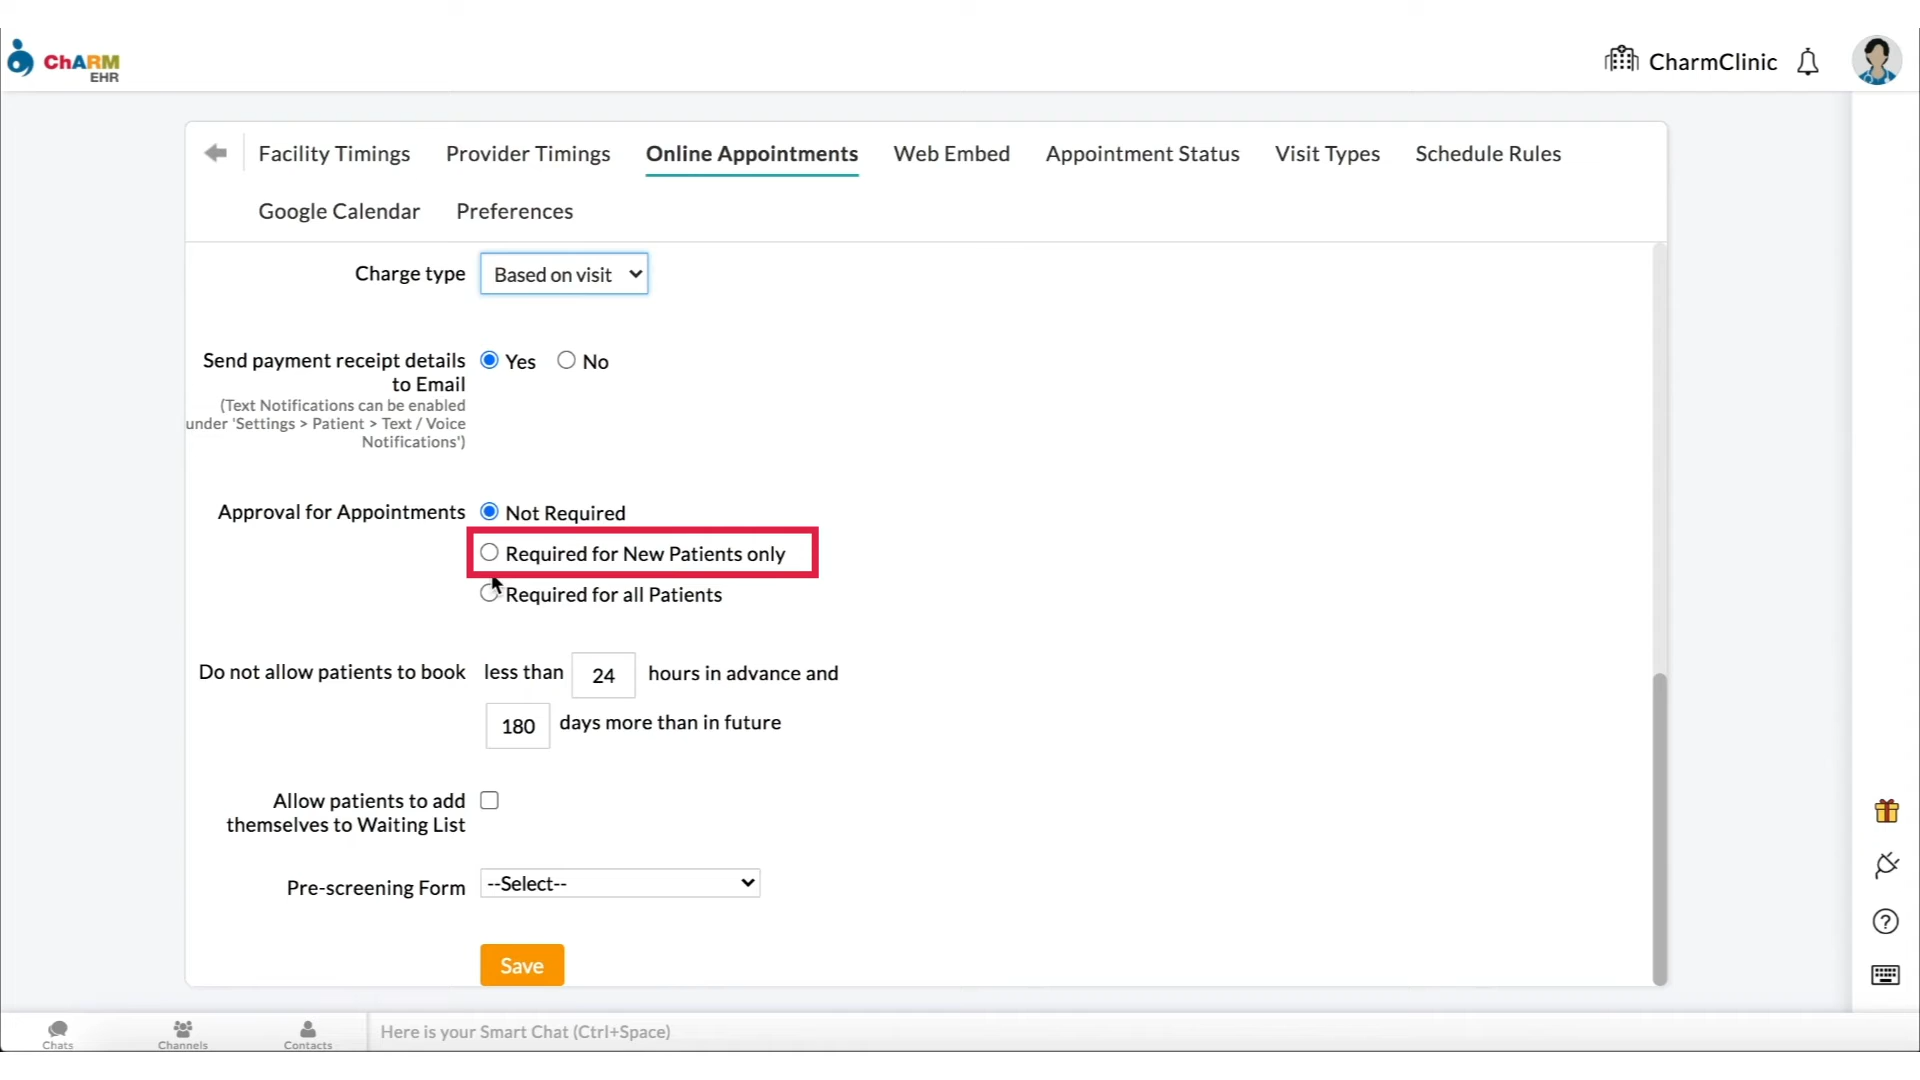 ChARM
EHR
CharmClinic
Facility Timings
Provider Timings
Online Appointments
Web Embed
Appointment Status
Visit Types
Schedule Rules
Google Calendar
Preferences
Charge type
Based on visit
Send payment receipt details
to Email
(Text Notifications can be enabled
under 'Settings > Patient > Text / Voice
Notifications')
Yes
No
Approval for Appointments
Not Required
Required for New Patients only
Required for all Patients
Do not allow patients to book
less than 24 hours in advance and
180 days more than in future
Allow patients to add
themselves to Waiting List
Pre-screening Form
--Select--
Save
Chats
Channels
Contacts
Here is your Smart Chat (Ctrl+Space)